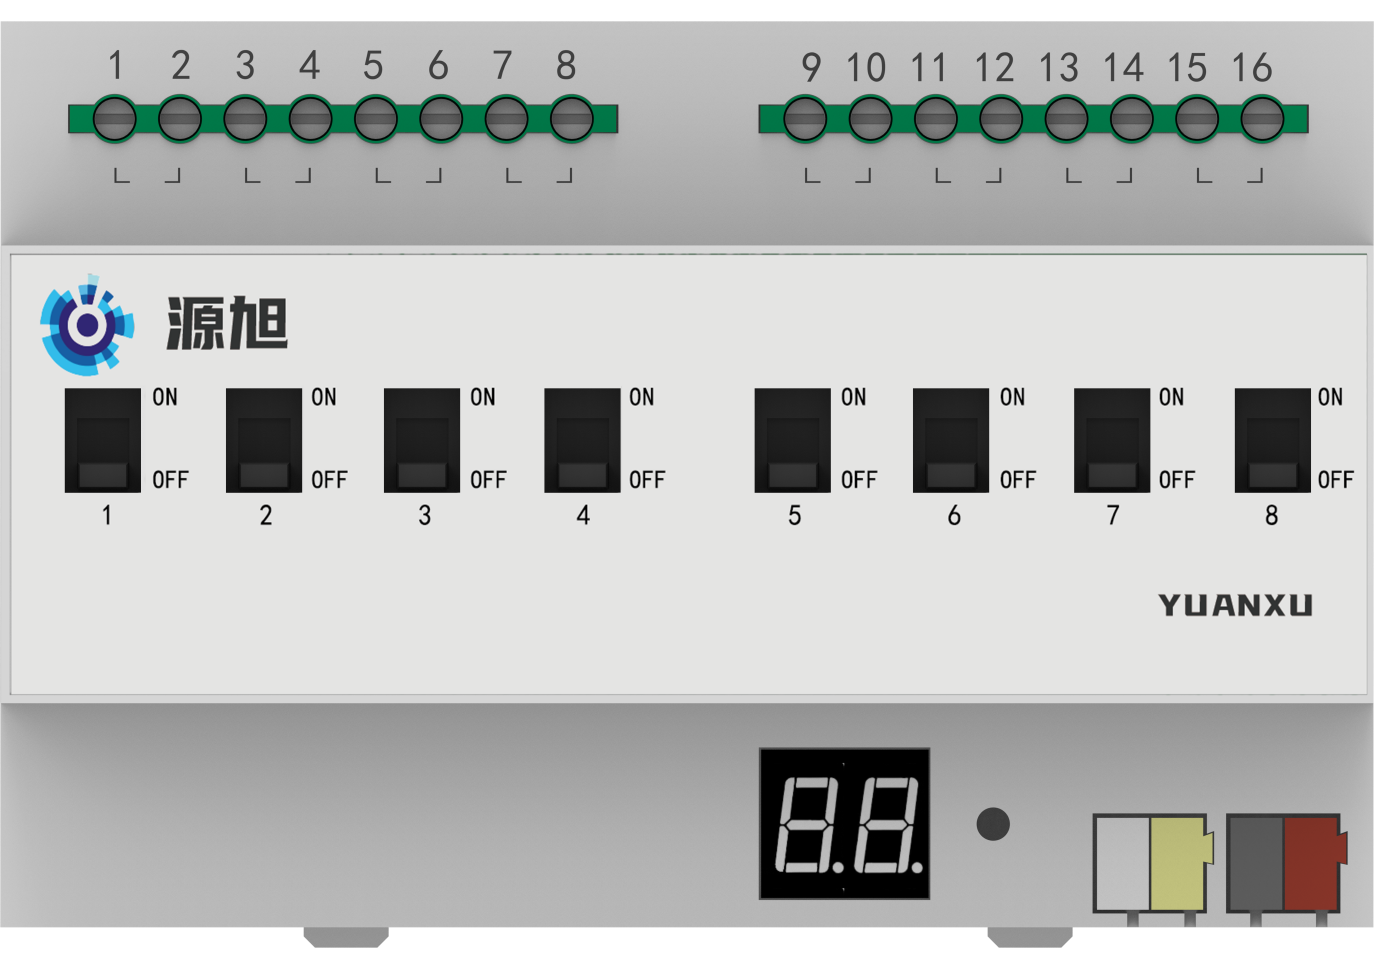 1 2 3 4 5 6 7 8 9 10 11 12 13 14 15 16
源旭
ON ON ON ON ON ON ON ON
OFF OFF OFF OFF OFF OFF OFF OFF
1 2 3 4 5 6 7 8
YUANXU
8.8.